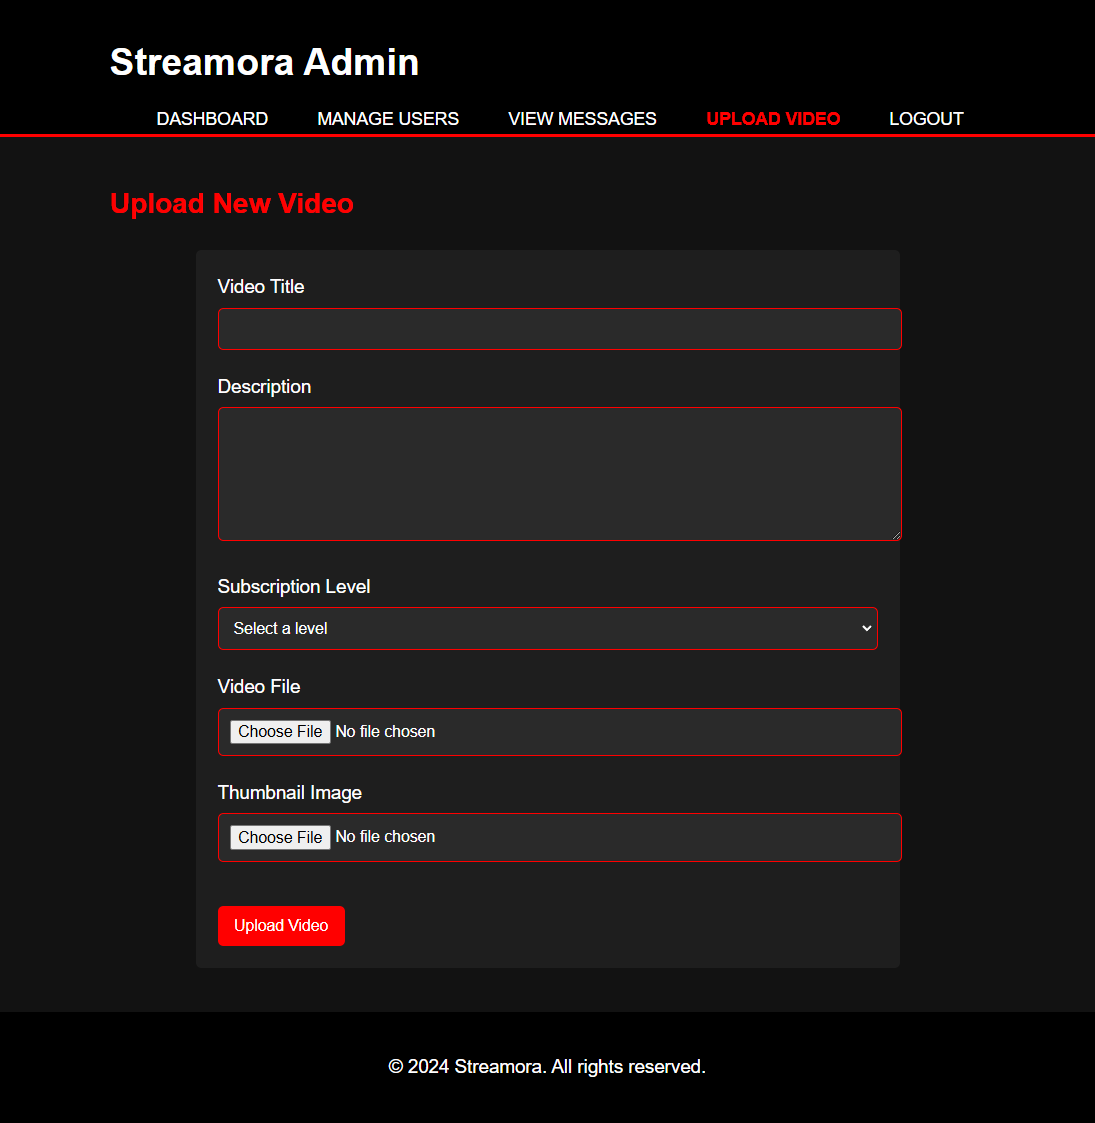 Streamora Admin
DASHBOARD MANAGE USERS VIEW MESSAGES UPLOAD VIDEO LOGOUT
Upload New Video
Video Title
Description
Subscription Level
Select a level
Video File
Choose File No file chosen
Thumbnail Image
Choose File No file chosen
Upload Video
© 2024 Streamora. All rights reserved.